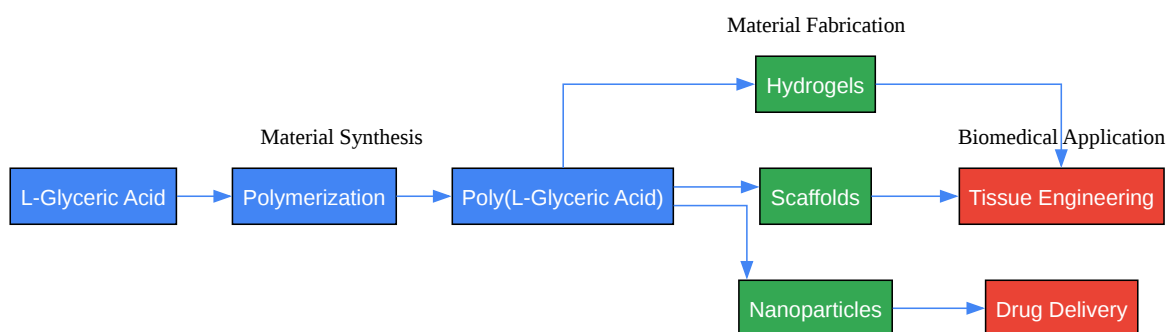 Material Fabrication
Hydrogels
Material Synthesis
Biomedical Application
L-Glyceric Acid
Polymerization
Poly(L-Glyceric Acid)
Scaffolds
Tissue Engineering
Nanoparticles
Drug Delivery